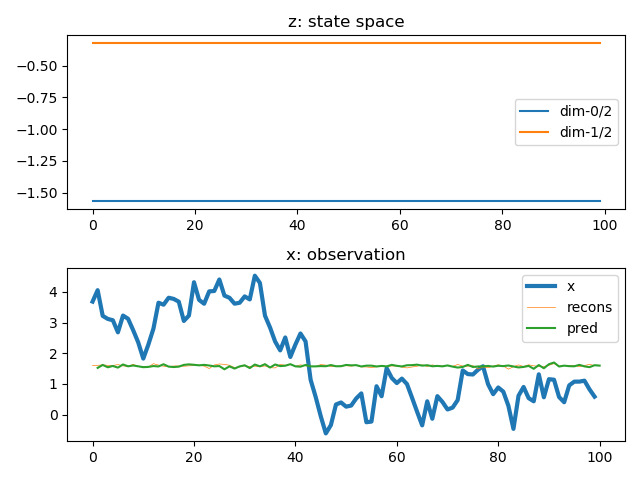 z: state space
−0.50
−0.75
−1.00
−1.25
−1.50
dim-0/2
dim-1/2
0 20 40 60 80 100
x: observation
4
3
2
1
0
x
recons
pred
0 20 40 60 80 100